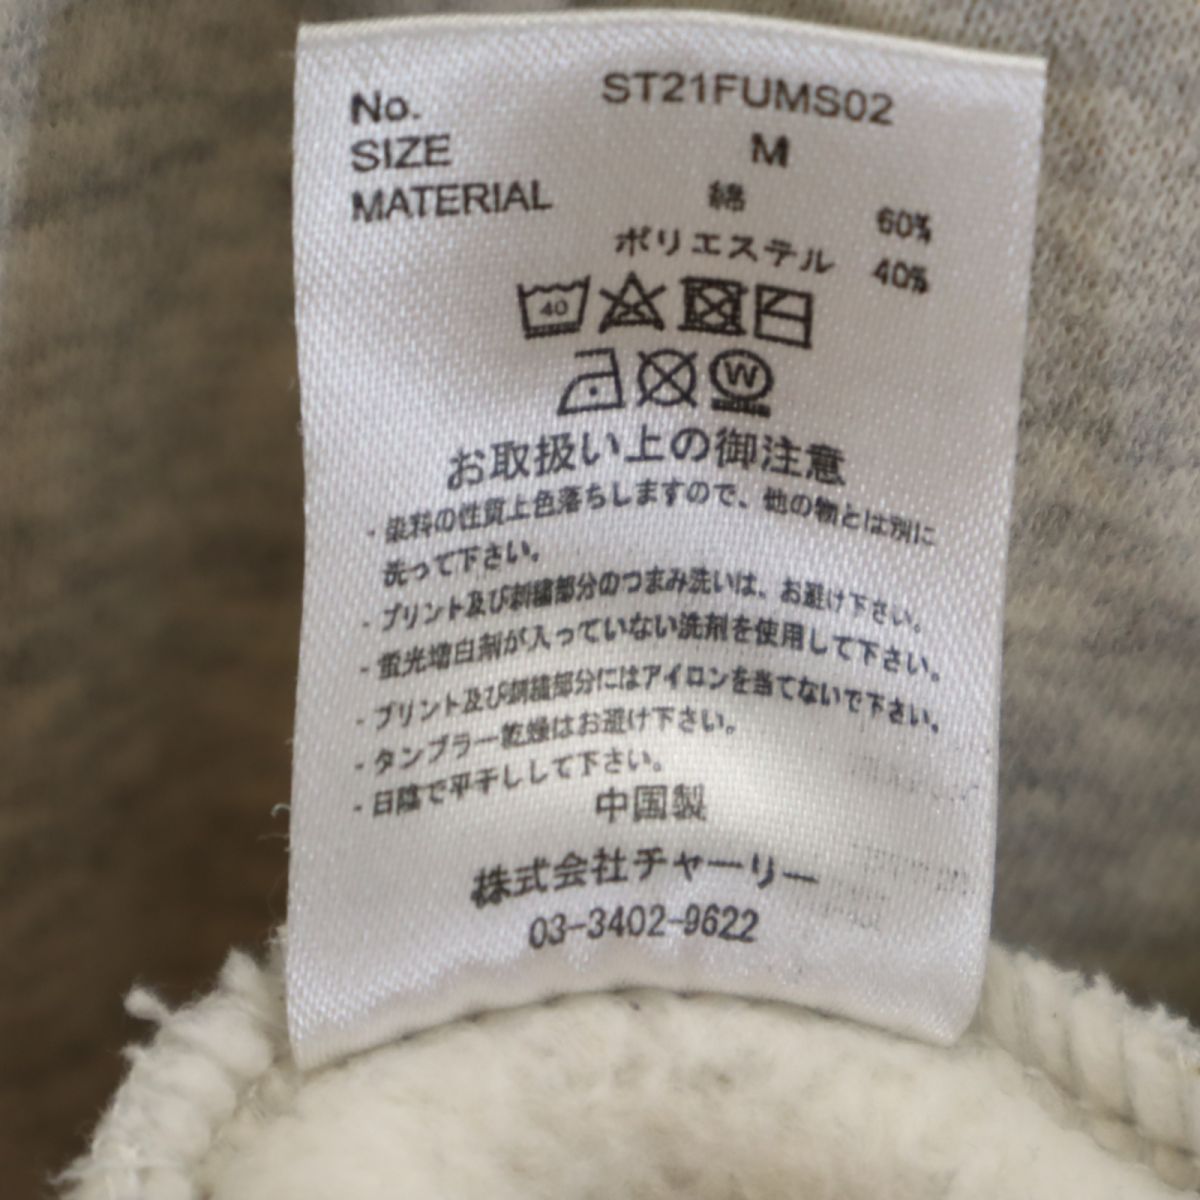 No. ST21FUMS02
SIZE M
MATERIAL 綿 60%
ポリエステル 40%
40
W
お取扱い上の御注意
・染料の性質上色落ちしますので、他の物とは別に
洗って下さい。
・プリント及び刺繍部分のつまみ洗いは、お避け下さい。
・蛍光増白剤が入っていない洗剤を使用して下さい。
・プリント及び刺繍部分にはアイロンを当てないで下さい。
・タンブラー乾燥はお避け下さい。
・日陰で平干しして下さい。
中国製
株式会社チャーリー
03-3402-9622